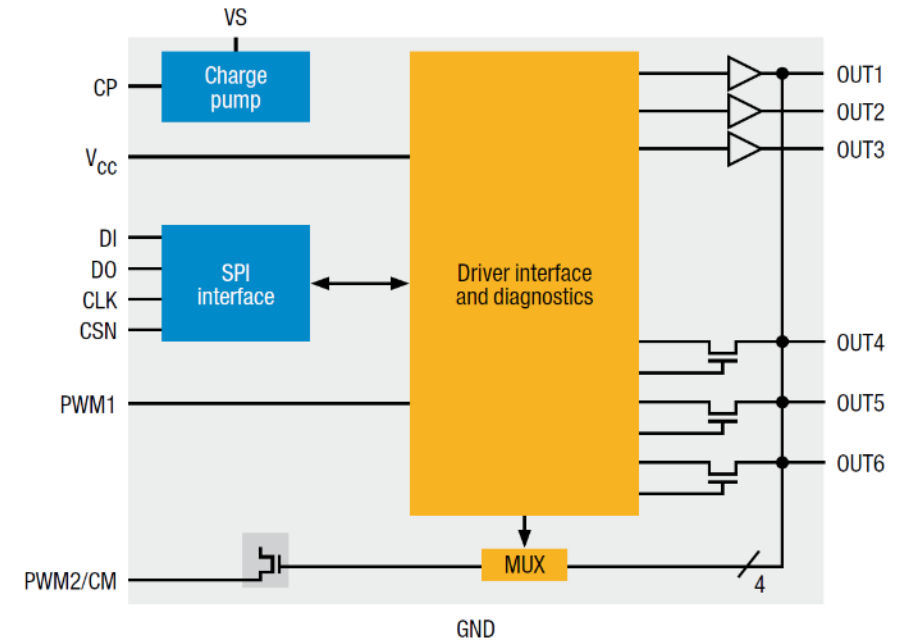 VS
CP
Charge
pump
VCC
DI
DO
CLK
CSN
SPI
interface
PWM1
Driver interface
and diagnostics
OUT1
OUT2
OUT3
OUT4
OUT5
OUT6
PWM2/CM
MUX
4
GND